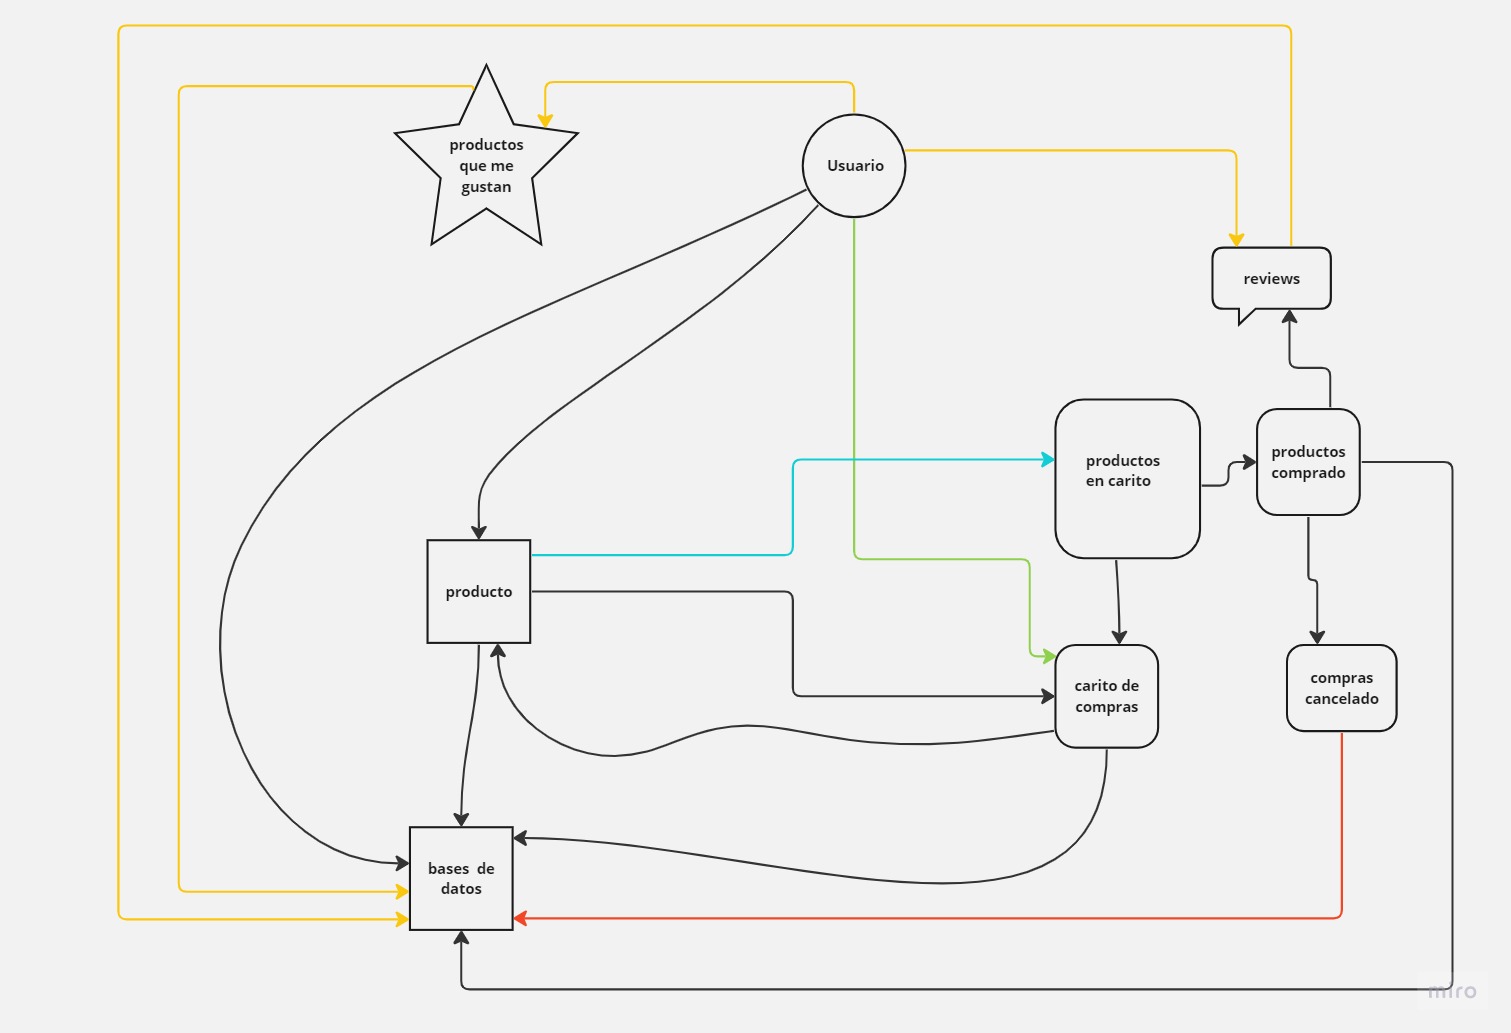 productos
que me
gustan
Usuario
reviews
productos
en carito
productos
comprado
producto
carito de
compras
compras
cancelado
bases de
datos
miro